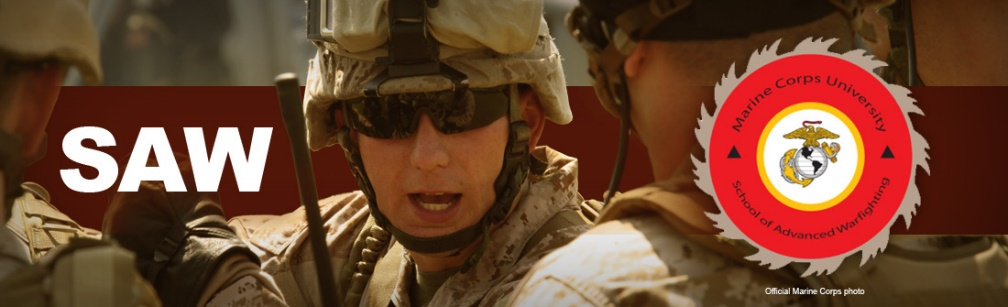 SAW
Marine Corps University
School of Advanced Warfighting
Official Marine Corps photo